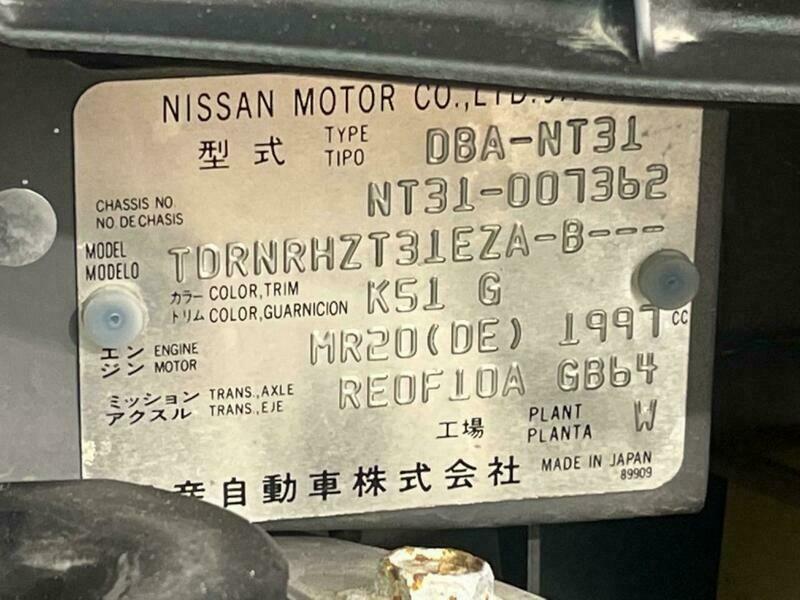 NISSAN MOTOR CO.,LTD.
型式 TYPE TIPO DBA-NT31
CHASSIS NO. NO DE CHASIS NT31-007362
MODEL MODELO TDRNRHZT31EZA-B---
カラー COLOR,TRIM トリム COLOR,GUARNICION K51 G
エンジン ENGINE MOTOR MR20(DE) 1997 CC
ミッション アクスル TRANS.,AXLE TRANS.,EJE RE0F10A GB64
工場 PLANT PLANTA W
産自動車株式会社 MADE IN JAPAN
89909